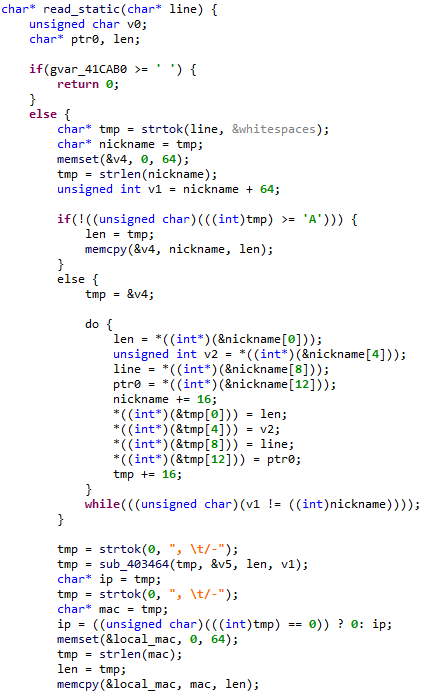 char* read_static(char* line) {
unsigned char v0;
char* ptr0, len;
if(gvar_41CAB0 >= ' ') {
return 0;
}
else {
char* tmp = strtok(line, &whitespaces);
char* nickname = tmp;
memset(&v4, 0, 64);
tmp = strlen(nickname);
unsigned int v1 = nickname + 64;
if(!((unsigned char)(((int)tmp) >= 'A'))) {
len = tmp;
memcpy(&v4, nickname, len);
}
else {
tmp = &v4;
do {
len = *((int*)(&nickname[0]));
unsigned int v2 = *((int*)(&nickname[4]));
line = *((int*)(&nickname[8]));
ptr0 = *((int*)(&nickname[12]));
nickname += 16;
*((int*)(&tmp[0])) = len;
*((int*)(&tmp[4])) = v2;
*((int*)(&tmp[8])) = line;
*((int*)(&tmp[12])) = ptr0;
tmp += 16;
}
while(((unsigned char)(v1 != ((int)nickname))));
}
tmp = strtok(0, ", \t/-");
tmp = sub_403464(tmp, &v5, len, v1);
char* ip = tmp;
tmp = strtok(0, ", \t/-");
char* mac = tmp;
ip = ((unsigned char)(((int)tmp) == 0)) ? 0: ip;
memset(&local_mac, 0, 64);
tmp = strlen(mac);
len = tmp;
memcpy(&local_mac, mac, len);